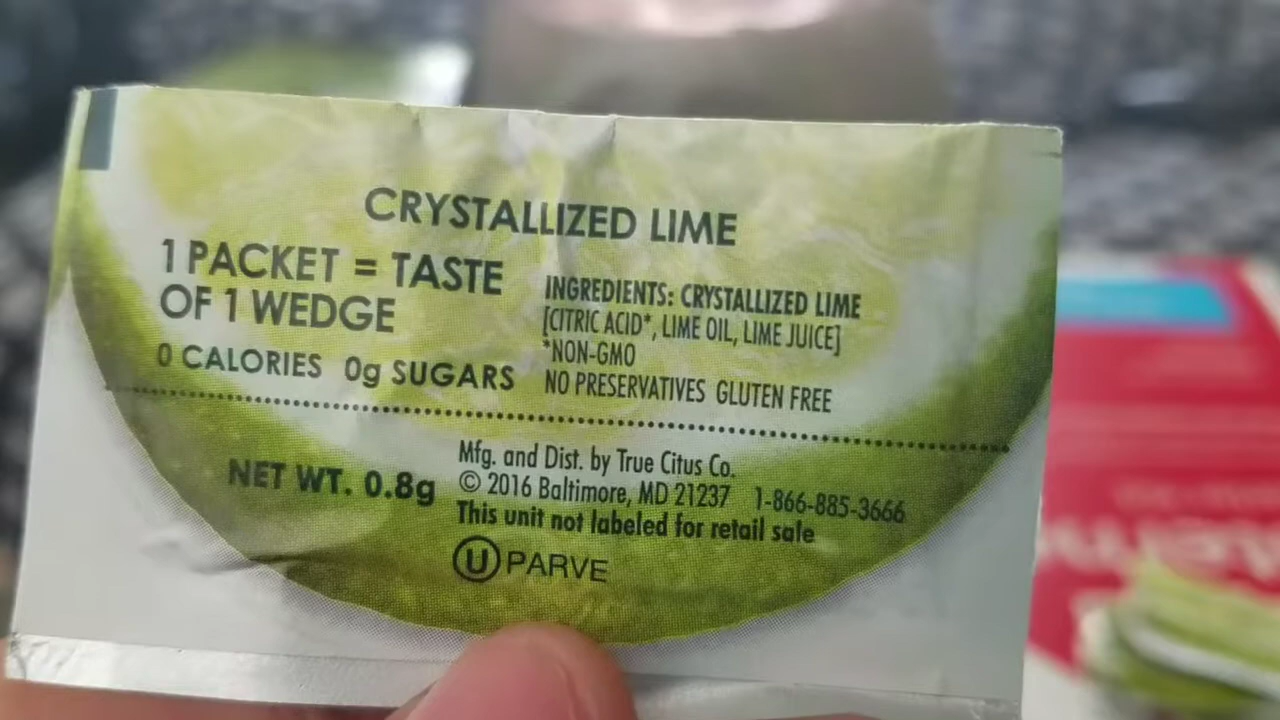 CRYSTALLIZED LIME
1 PACKET = TASTE
OF 1 WEDGE
0 CALORIES 0g SUGARS
INGREDIENTS: CRYSTALLIZED LIME
[CITRIC ACID*, LIME OIL, LIME JUICE]
*NON-GMO
NO PRESERVATIVES GLUTEN FREE
NET WT. 0.8g
Mfg. and Dist. by True Citus Co.
© 2016 Baltimore, MD 21237 1-866-885-3666
This unit not labeled for retail sale
U PARVE